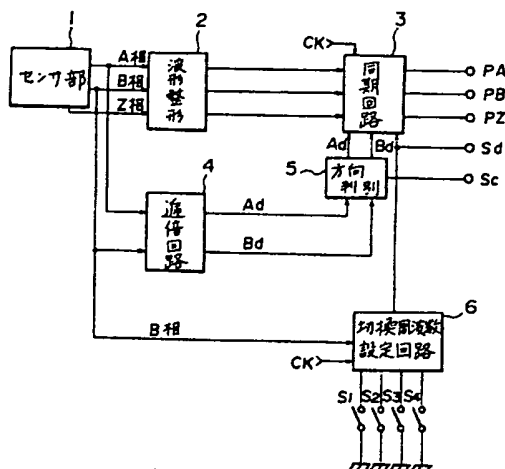 1
センサ部
A相
B相
Z相
2
波形整形
CK
3
同期回路
PA
PB
PZ
Sd
Sc
Ad
Bd
5
方向判別
4
逓倍回路
Ad
Bd
B相
CK
6
切換周波数
設定回路
S1
S2
S3
S4